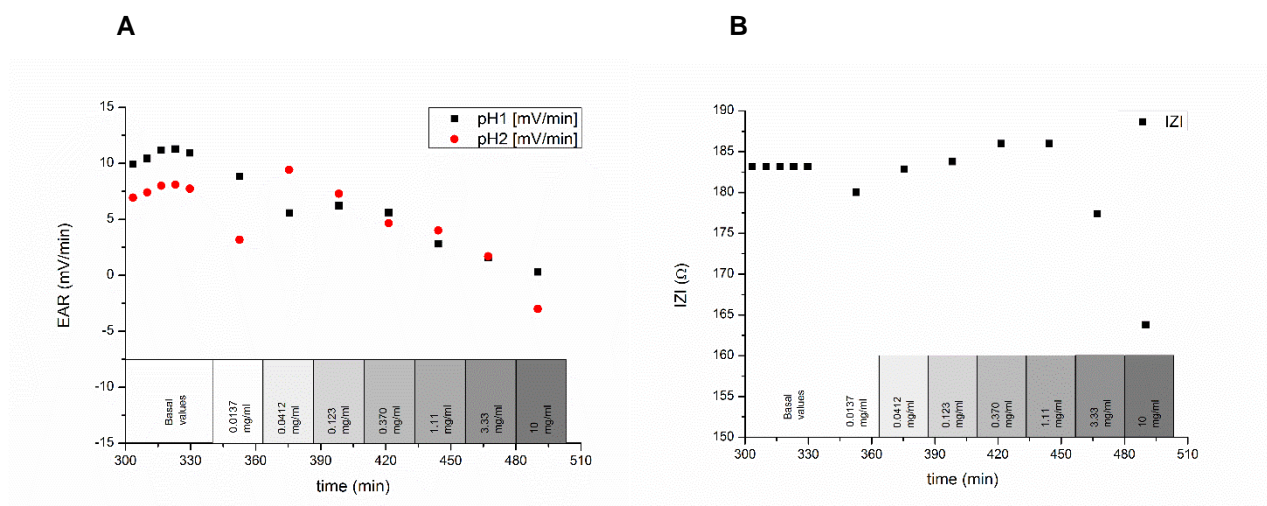 A
B
15
10
5
0
-5
-10
-15
EAR (mV/min)
pH1 [mV/min]
pH2 [mV/min]
Basal
values
0.0137
mg/ml
0.0412
mg/ml
0.123
mg/ml
0.370
mg/ml
1.11
mg/ml
3.33
mg/ml
10
mg/ml
300 330 360 390 420 450 480 510
time (min)
190
185
180
175
170
165
160
155
150
IZI (Ω)
IZI
Basal
values
0.0137
mg/ml
0.0412
mg/ml
0.123
mg/ml
0.370
mg/ml
1.11
mg/ml
3.33
mg/ml
10
mg/ml
300 330 360 390 420 450 480 510
time (min)